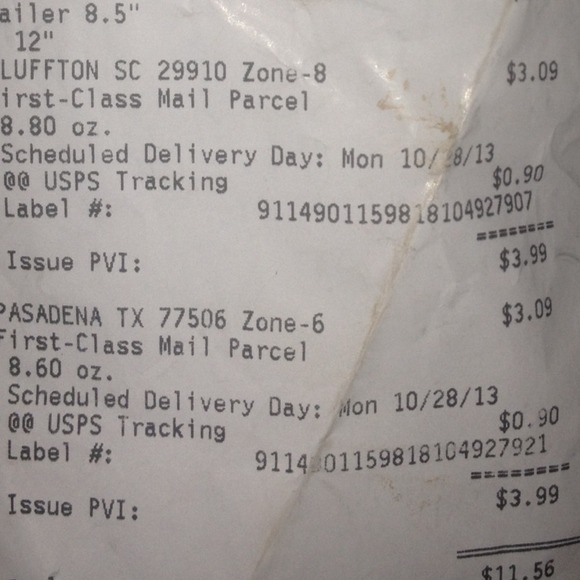 ailer 8.5"
12"
LUFFTON SC 29910 Zone-8 $3.09
irst-Class Mail Parcel
8.80 oz.
Scheduled Delivery Day: Mon 10/28/13
@@ USPS Tracking $0.90
Label #: 9114901159818104927907
========
Issue PVI: $3.99
PASADENA TX 77506 Zone-6 $3.09
First-Class Mail Parcel
8.60 oz.
Scheduled Delivery Day: Mon 10/28/13
@@ USPS Tracking $0.90
Label #: 9114901159818104927921
========
Issue PVI: $3.99
$11.56